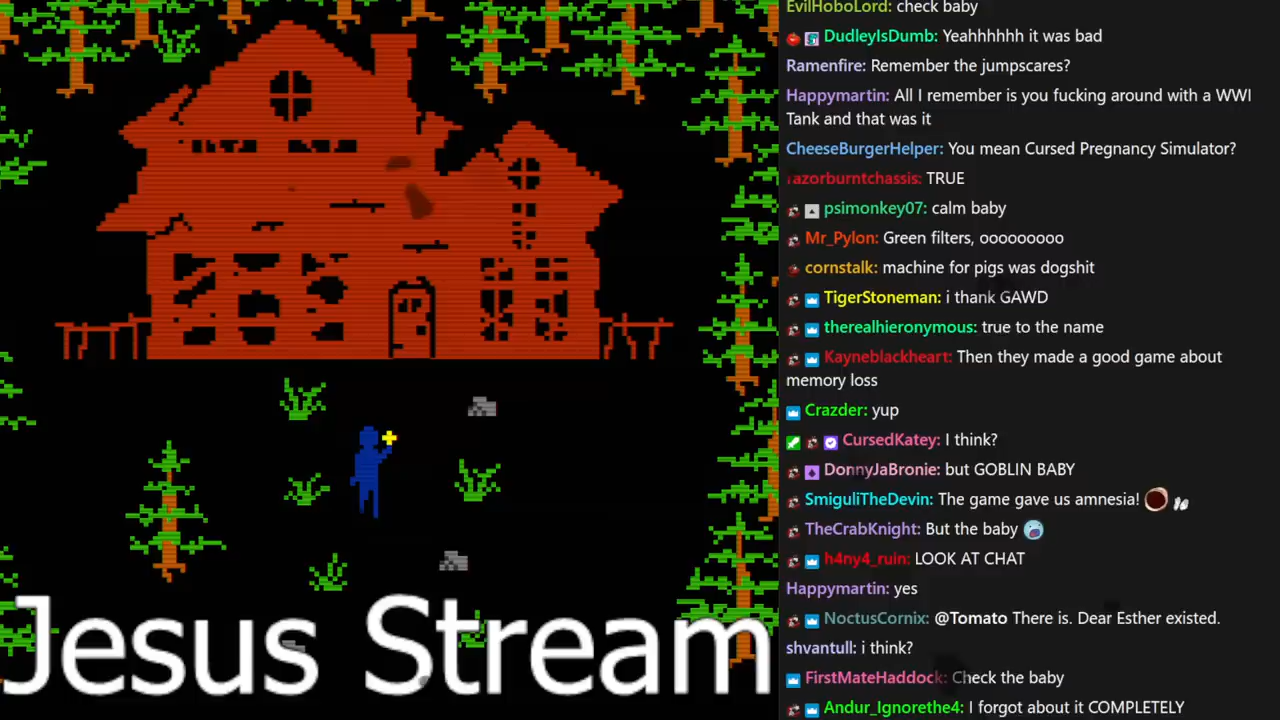 EvilHoboLord: check baby
DudleyIsDumb: Yeahhhhhh it was bad
Ramenfire: Remember the jumpscares?
Happymartin: All I remember is you fucking around with a WWI
Tank and that was it
CheeseBurgerHelper: You mean Cursed Pregnancy Simulator?
razorburntchassis: TRUE
psimonkey07: calm baby
Mr_Pylon: Green filters, ooooooooo
cornstalk: machine for pigs was dogshit
TigerStoneman: i thank GAWD
therealhieronymous: true to the name
Kayneblackheart: Then they made a good game about
memory loss
Crazder: yup
CursedKatey: I think?
DonnyJaBronie: but GOBLIN BABY
SmiguliTheDevin: The game gave us amnesia!
TheCrabKnight: But the baby
h4ny4_ruin: LOOK AT CHAT
Happymartin: yes
NoctusCornix: @Tomato There is. Dear Esther existed.
shvantull: i think?
FirstMateHaddock: Check the baby
Andur_Ignorethe4: I forgot about it COMPLETELY
Jesus Stream